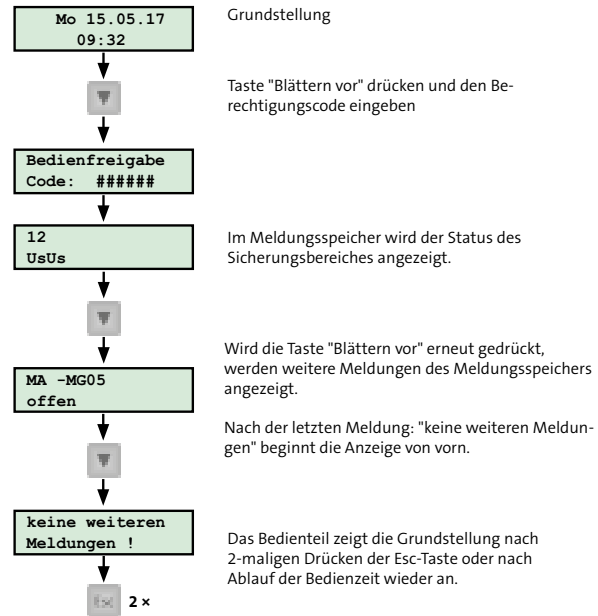 Mo 15.05.17
09:32
Grundstellung
Taste "Blättern vor" drücken und den Be-
rechtigungscode eingeben
Bedienfreigabe
Code: ######
12
UsUs
Im Meldungsspeicher wird der Status des
Sicherungsbereiches angezeigt.
Wird die Taste "Blättern vor" erneut gedrückt,
werden weitere Meldungen des Meldungsspeichers
angezeigt.
MA -MG05
offen
Nach der letzten Meldung: "keine weiteren Meldun-
gen" beginnt die Anzeige von vorn.
keine weiteren
Meldungen !
Das Bedienteil zeigt die Grundstellung nach
2-maligen Drücken der Esc-Taste oder nach
Ablauf der Bedienzeit wieder an.
2 ×